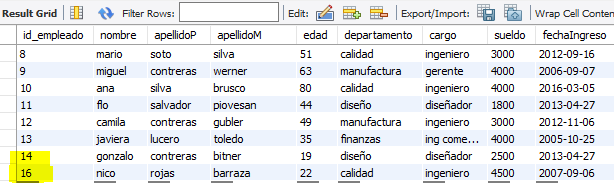 Result Grid Filter Rows: Edit: Export/Import: Wrap Cell Conten
id_empleado nombre apellidoP apellidoM edad departamento cargo sueldo fechaIngreso
8 mario soto silva 51 calidad ingeniero 3000 2012-09-16
9 miguel contreras werner 63 manufactura gerente 4000 2006-09-07
10 ana silva brusco 80 calidad ingeniero 4000 2016-03-05
11 flo salvador piovesan 44 diseño diseñador 1800 2013-04-27
12 camila contreras gubler 49 manufactura ingeniero 3000 2012-11-06
13 javiera lucero toledo 35 finanzas ing come... 4000 2005-10-25
14 gonzalo contreras bitner 19 diseño diseñador 2500 2013-04-27
16 nico rojas barraza 22 calidad ingeniero 4500 2007-09-06